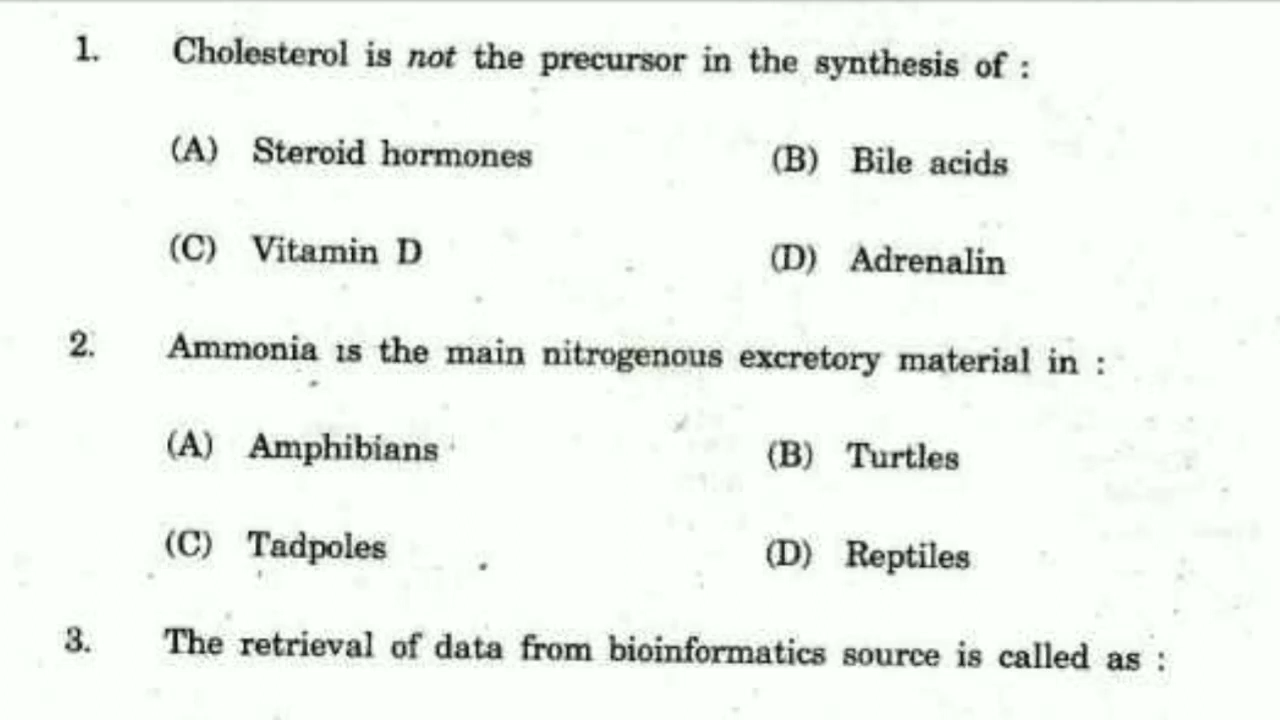 1. Cholesterol is not the precursor in the synthesis of :
(A) Steroid hormones (B) Bile acids
(C) Vitamin D (D) Adrenalin
2. Ammonia is the main nitrogenous excretory material in :
(A) Amphibians (B) Turtles
(C) Tadpoles (D) Reptiles
3. The retrieval of data from bioinformatics source is called as :